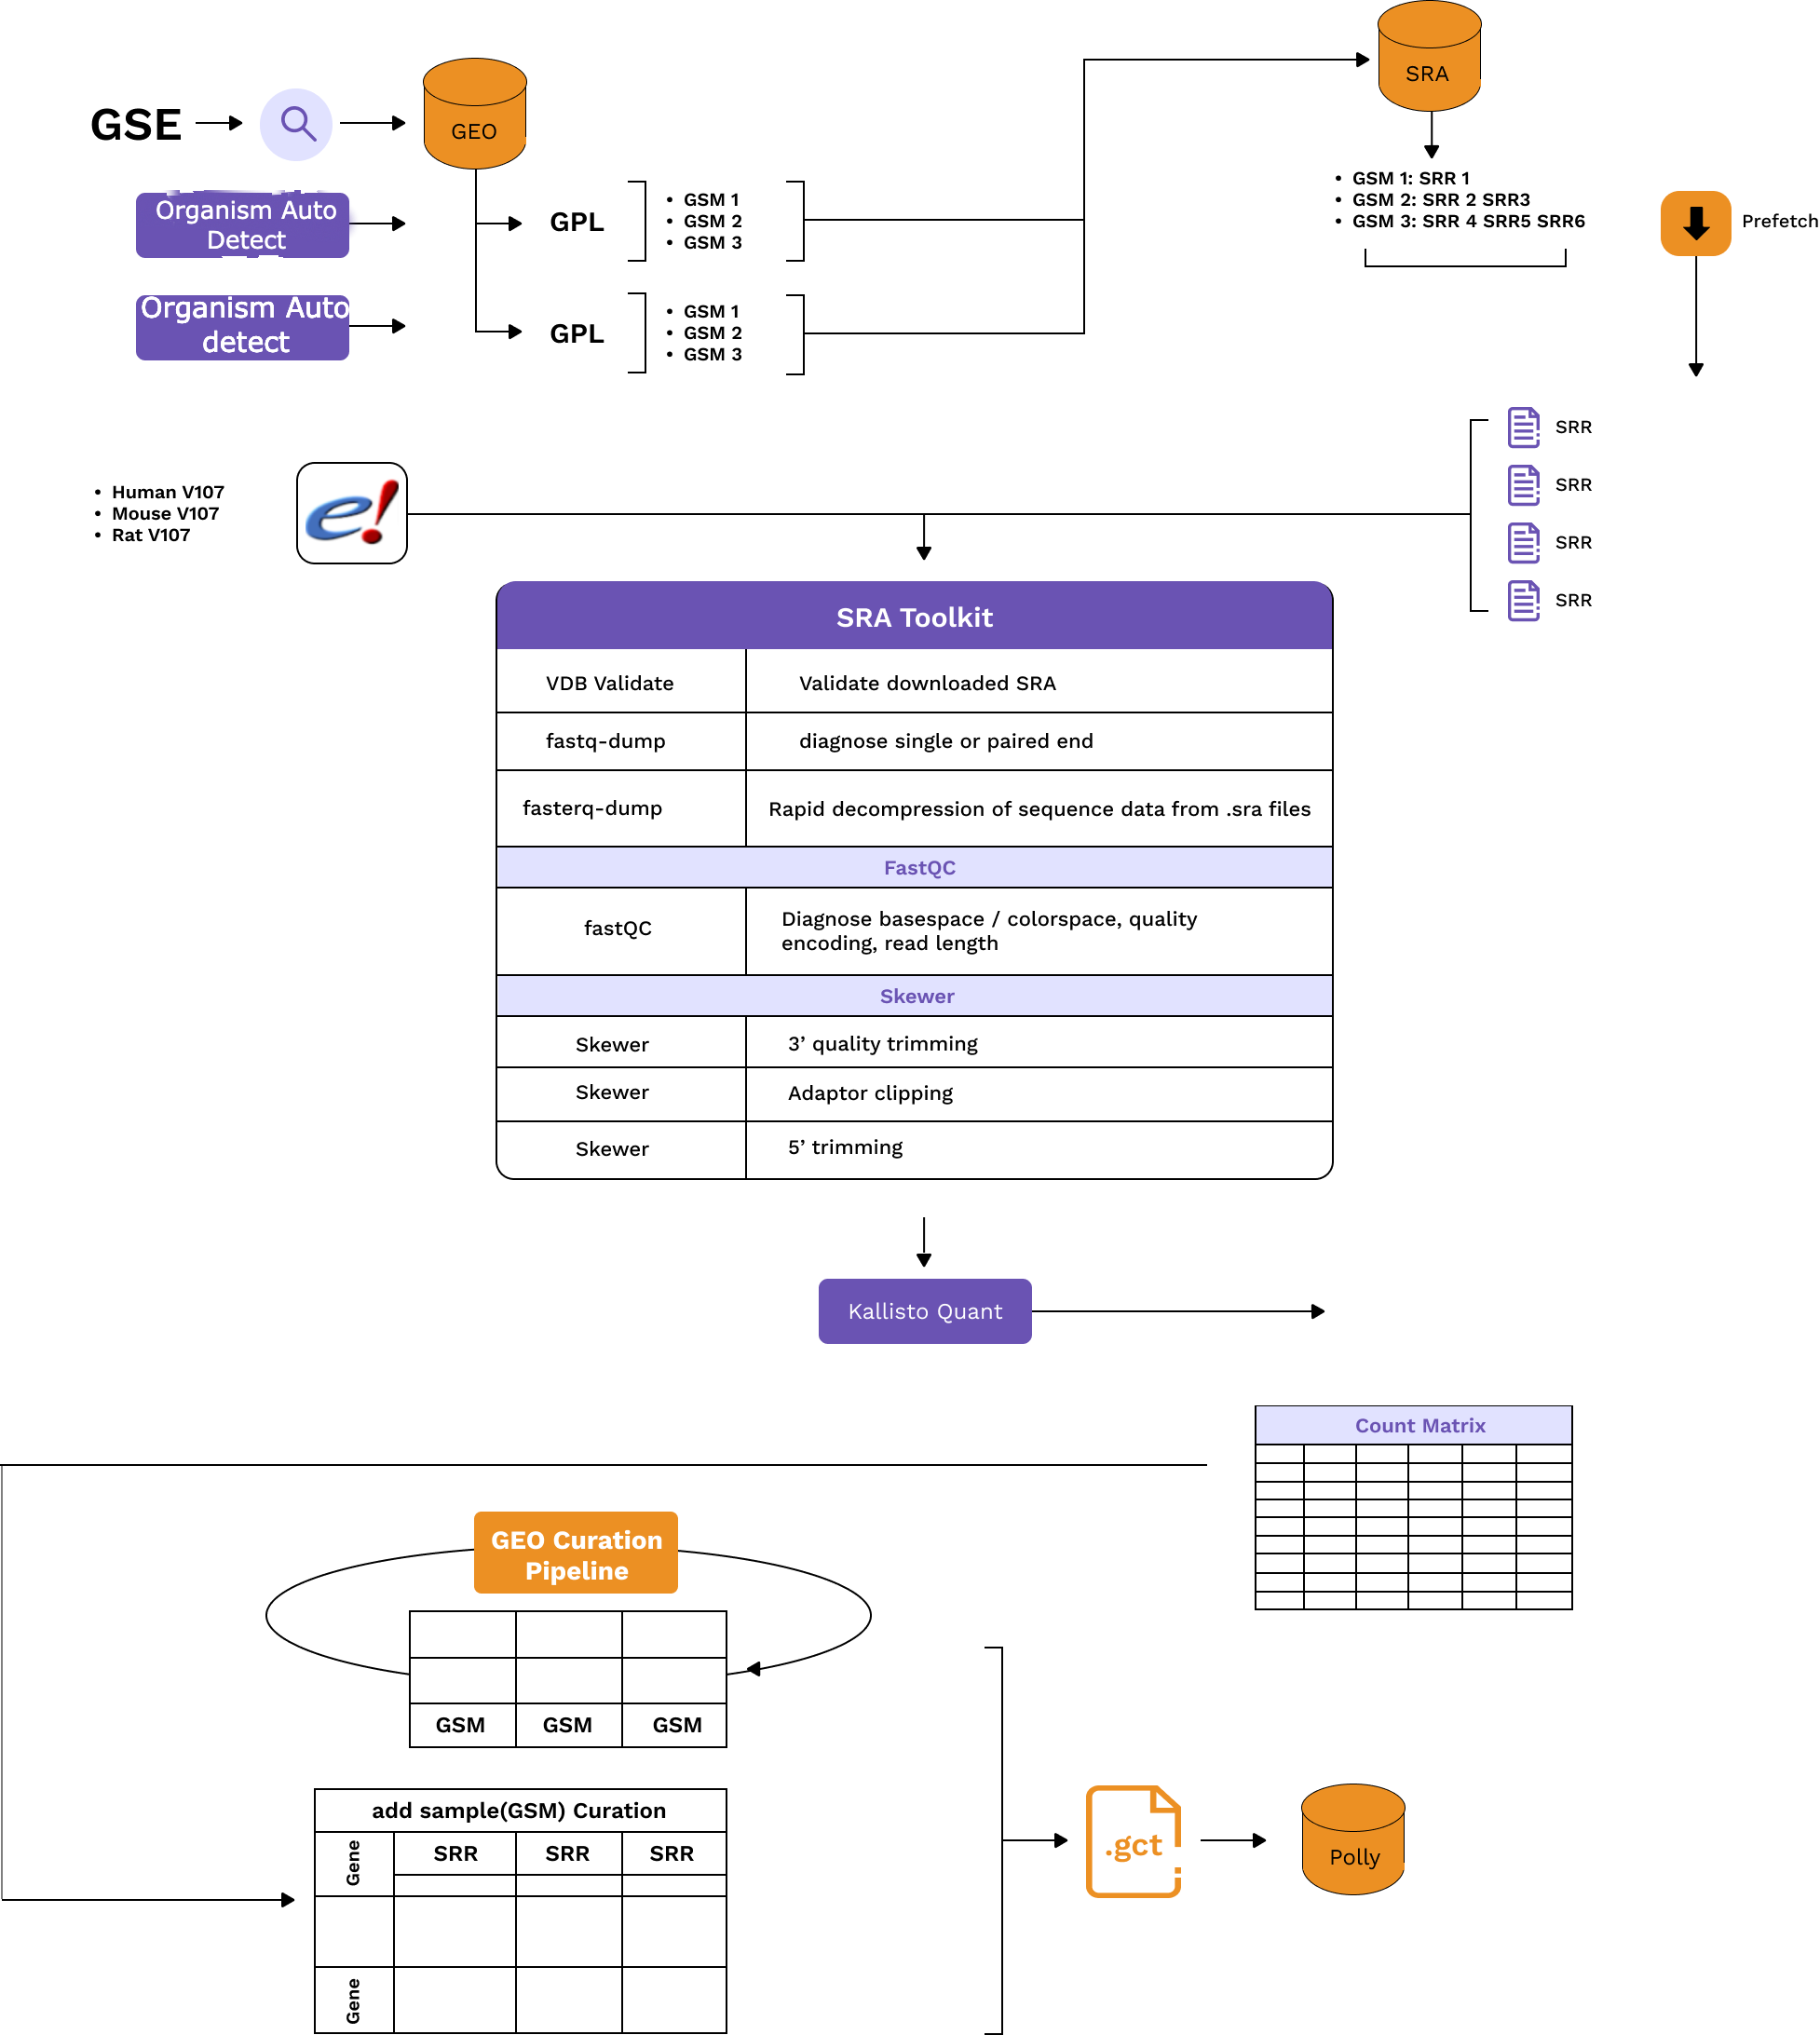 GSE
GEO
SRA
Organism Auto
Detect
Organism Auto
detect
GPL
• GSM 1
• GSM 2
• GSM 3
GPL
• GSM 1
• GSM 2
• GSM 3
• GSM 1: SRR 1
• GSM 2: SRR 2 SRR3
• GSM 3: SRR 4 SRR5 SRR6
Prefetch
SRR
SRR
SRR
SRR
• Human V107
• Mouse V107
• Rat V107
e!
SRA Toolkit
VDB Validate Validate downloaded SRA
fastq-dump diagnose single or paired end
fasterq-dump Rapid decompression of sequence data from .sra files
FastQC
fastQC Diagnose basespace / colorspace, quality
encoding, read length
Skewer
Skewer 3’ quality trimming
Skewer Adaptor clipping
Skewer 5’ trimming
Kallisto Quant
Count Matrix
GEO Curation
Pipeline
GSM GSM GSM
add sample(GSM) Curation
Gene SRR SRR SRR
Gene
.gct
Polly